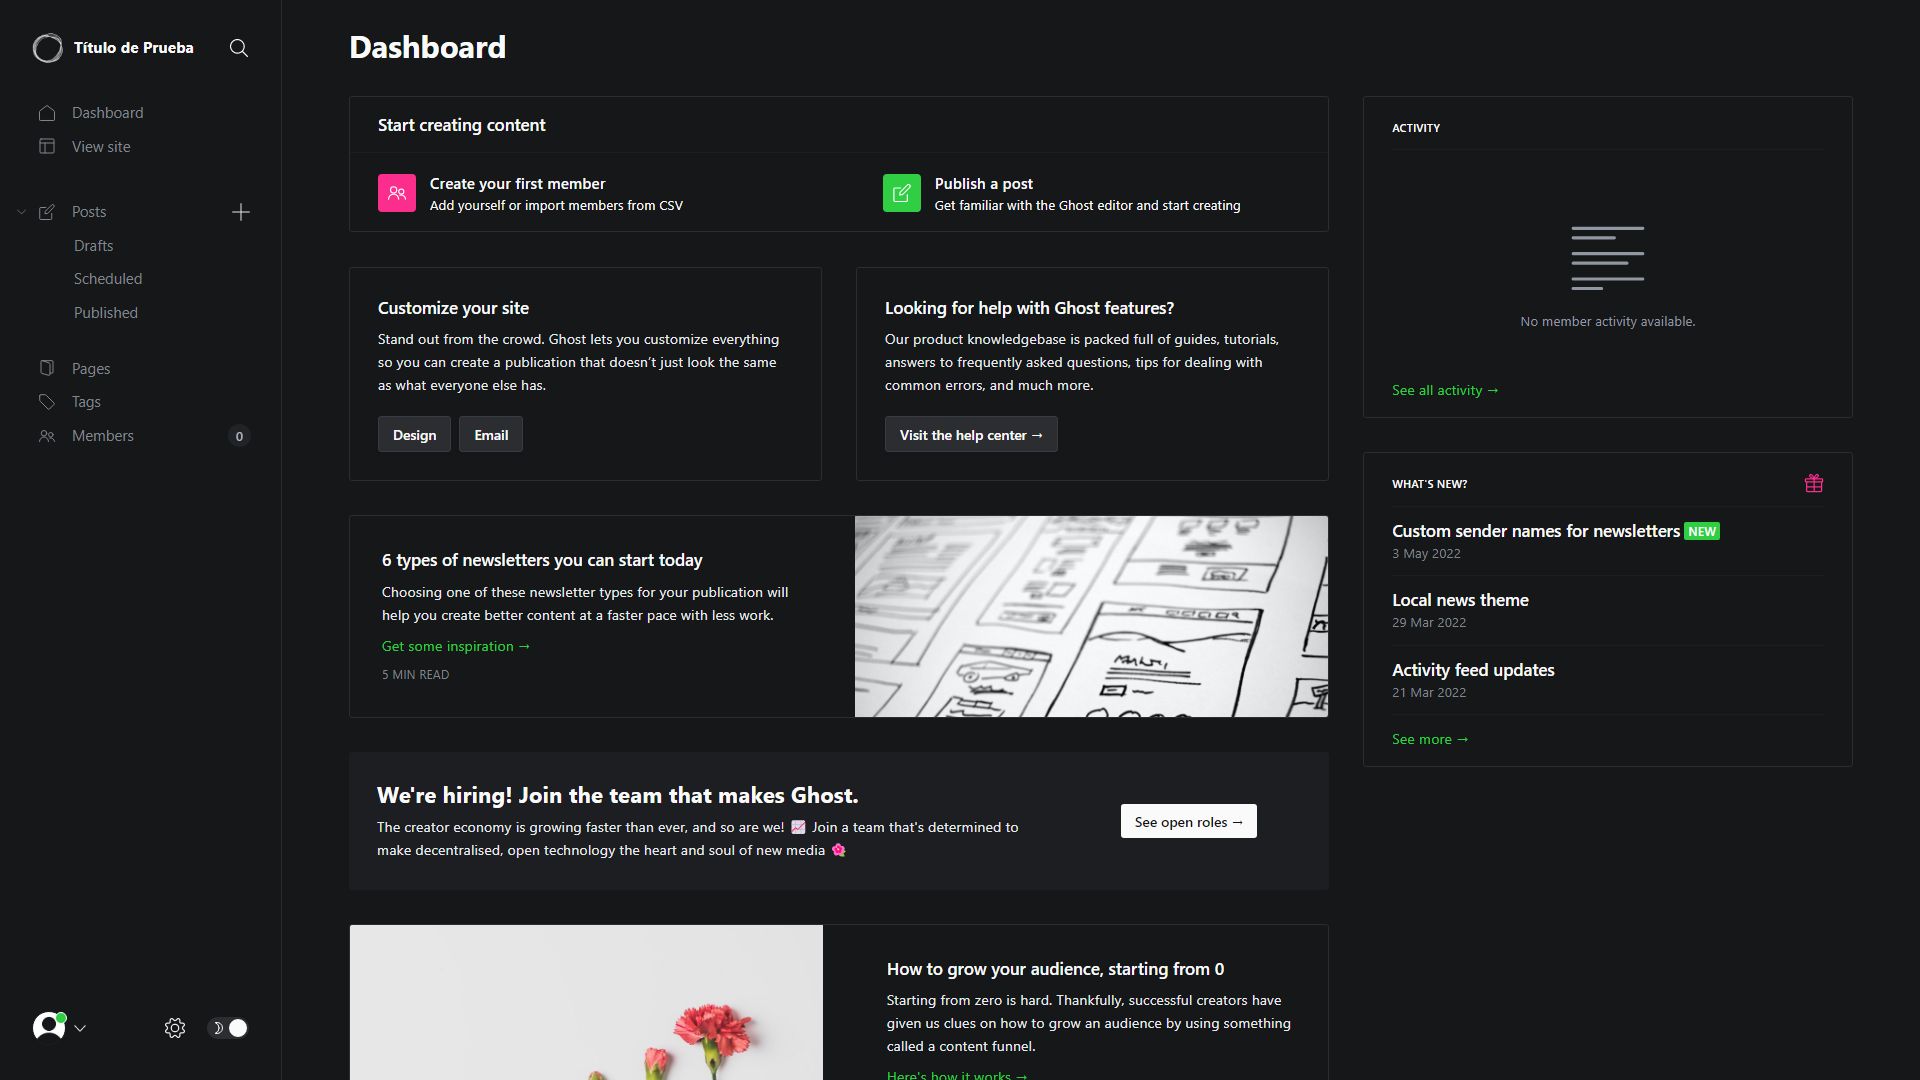 Título de Prueba
Dashboard
View site
Posts
Drafts
Scheduled
Published
Pages
Tags
Members 0
Dashboard
Start creating content
Create your first member
Add yourself or import members from CSV
Publish a post
Get familiar with the Ghost editor and start creating
Customize your site
Stand out from the crowd. Ghost lets you customize everything
so you can create a publication that doesn’t just look the same
as what everyone else has.
Design Email
Looking for help with Ghost features?
Our product knowledgebase is packed full of guides, tutorials,
answers to frequently asked questions, tips for dealing with
common errors, and much more.
Visit the help center →
6 types of newsletters you can start today
Choosing one of these newsletter types for your publication will
help you create better content at a faster pace with less work.
Get some inspiration →
5 MIN READ
We're hiring! Join the team that makes Ghost.
The creator economy is growing faster than ever, and so are we! 📈 Join a team that's determined to
make decentralised, open technology the heart and soul of new media 🌺
See open roles →
How to grow your audience, starting from 0
Starting from zero is hard. Thankfully, successful creators have
given us clues on how to grow an audience by using something
called a content funnel.
Here's how it works →
ACTIVITY
No member activity available.
See all activity →
WHAT'S NEW?
Custom sender names for newsletters NEW
3 May 2022
Local news theme
29 Mar 2022
Activity feed updates
21 Mar 2022
See more →